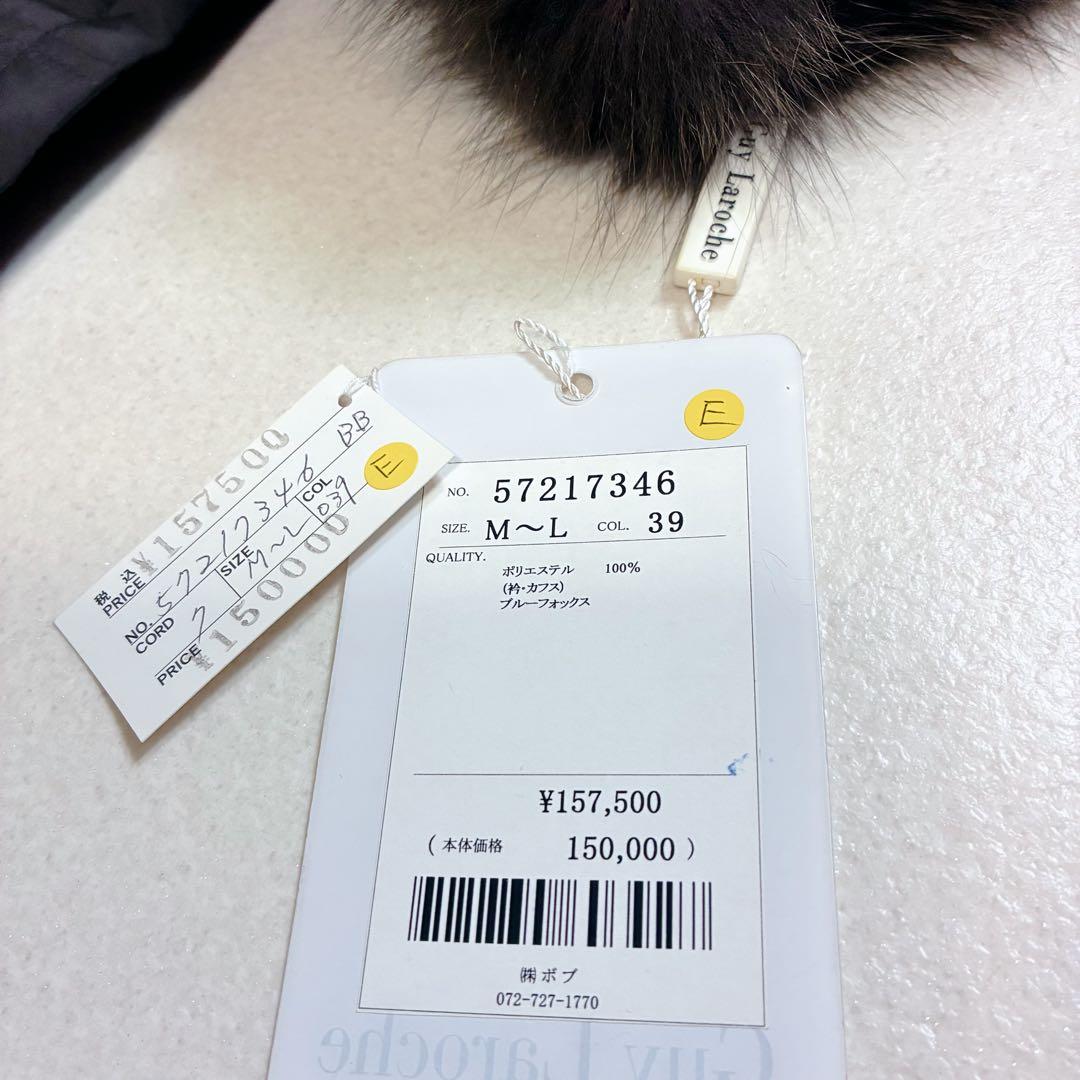 Guy Laroche
E
NO. 57217346
SIZE. M～L COL. 39
QUALITY.
ポリエステル 100%
(衿・カフス)
ブルーフォックス
¥157,500
( 本体価格 150,000 )
㈱ボブ
072-727-1770
Guy Laroche
BB
E
税込
PRICE ¥157500
NO. 57217346
CORD 7 SIZE M～L COL 039
PRICE ¥150000